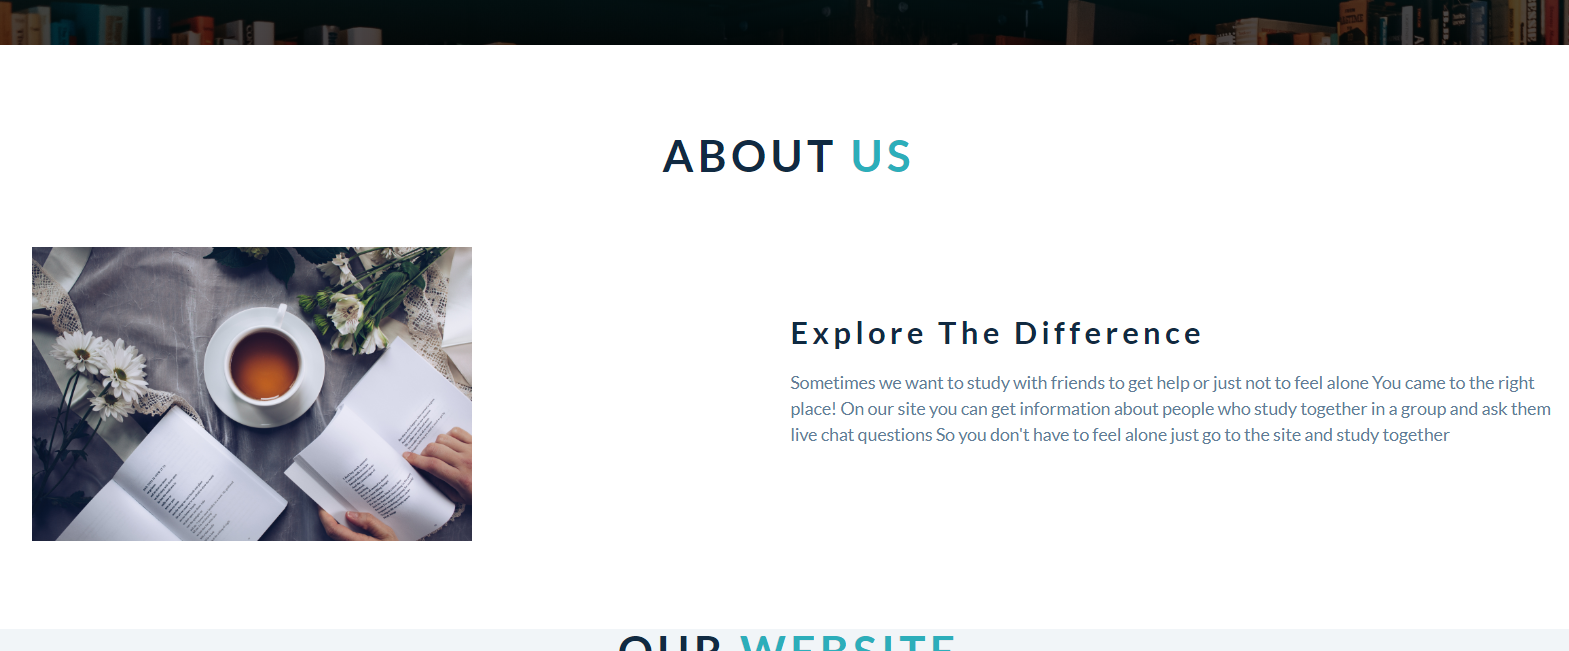 ABOUT US
Explore The Difference
Sometimes we want to study with friends to get help or just not to feel alone You came to the right
place! On our site you can get information about people who study together in a group and ask them
live chat questions So you don't have to feel alone just go to the site and study together
OUR WEBSITE